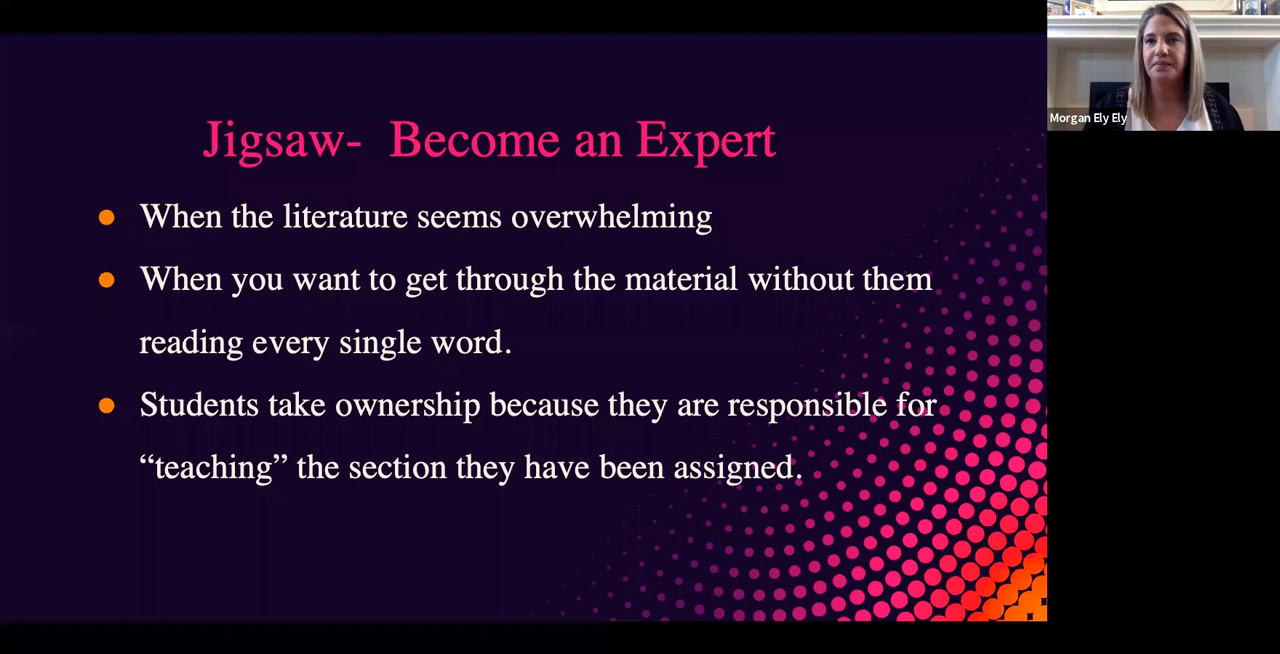 Jigsaw-  Become an Expert
When the literature seems overwhelming
When you want to get through the material without them
reading every single word.
Students take ownership because they are responsible for
“teaching” the section they have been assigned.
Morgan Ely Ely